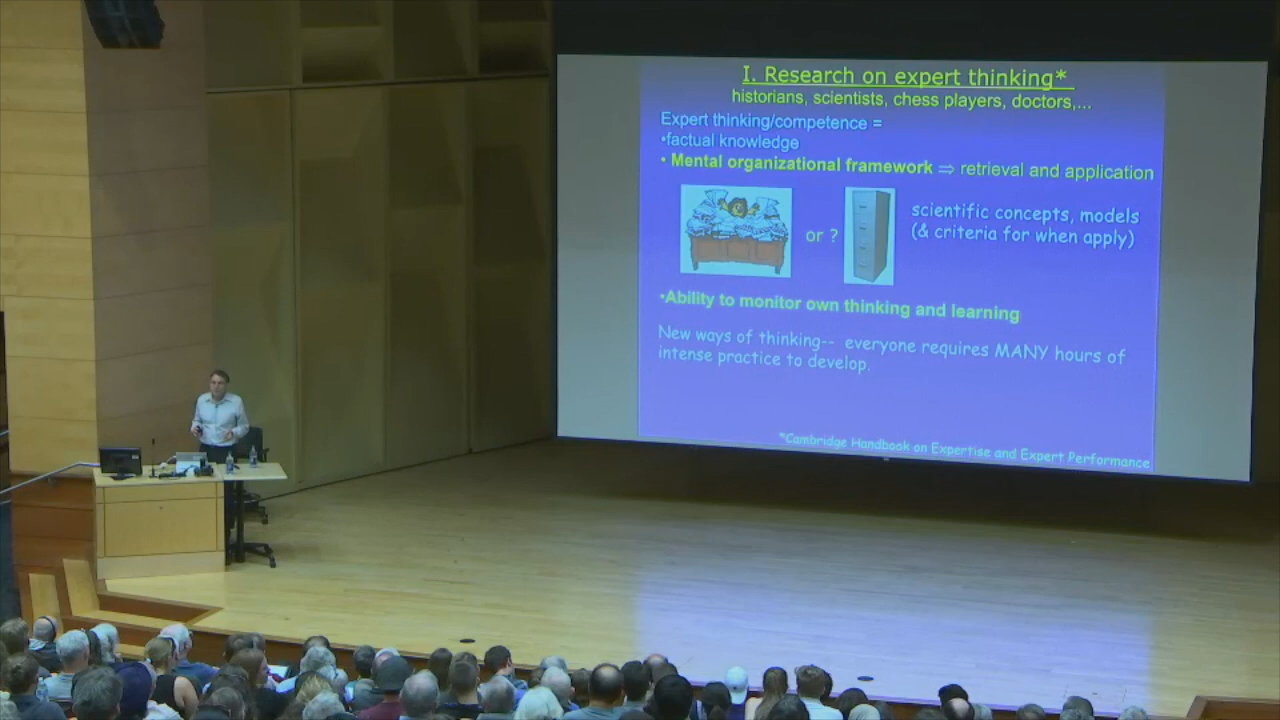 I. Research on expert thinking*
historians, scientists, chess players, doctors,...
Expert thinking/competence =
•factual knowledge
• Mental organizational framework ⇒ retrieval and application
or ?
scientific concepts, models
(& criteria for when apply)
•Ability to monitor own thinking and learning
New ways of thinking-- everyone requires MANY hours of
intense practice to develop.
*Cambridge Handbook on Expertise and Expert Performance